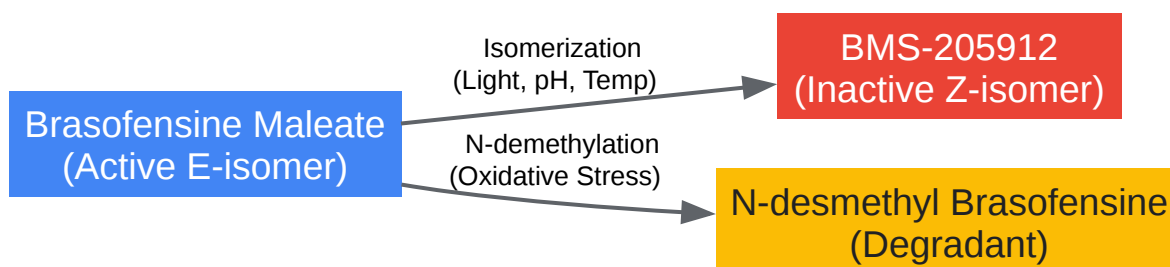 Brasofensine Maleate
(Active E-isomer)
Isomerization
(Light, pH, Temp)
BMS-205912
(Inactive Z-isomer)
N-demethylation
(Oxidative Stress)
N-desmethyl Brasofensine
(Degradant)